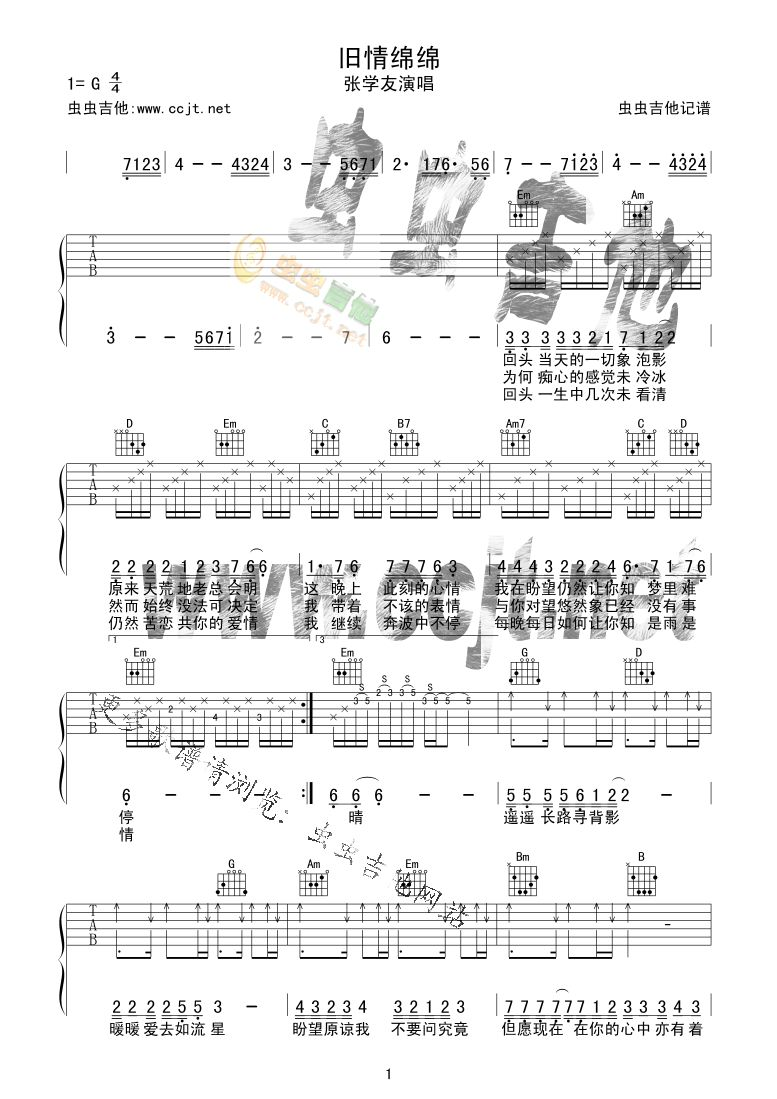 旧情绵绵
1= G 4/4
张学友演唱
虫虫吉他:www.ccjt.net
虫虫吉他记谱
7123 | 4 — — 4324 | 3 — — 5671 | 2· 176· 56 | 7 — — 7123 | 4 — — 4324 |
虫虫吉他
Em Am
T A B
虫虫吉他
www.ccjt.net
3 — — 5671 | 2 — — 7 | 6 — — | 3 3 3 3 3 2 1 7 1 2 2
回头 当天的一切象 泡影
为何 痴心的感觉未 冷冰
回头 一生中几次未 看清
D Em C B7 Am7 C D
T A B
2 2 2 2 1 2 3 7 6 6 | 1· 7 6 7 6 7 6 3 | 4 4 4 3 2 2 2 1 2 1 7 6
原来 天荒地老总会明 这 晚上 此刻的心情 我在盼望仍然让你知 梦里难
然而 始终没法可决定 我 带着 不该的表情 与你对望悠然象已经 没有事
仍然 苦恋共你的爱情 我 继续 奔波中不停 每晚每日如何让你知 是雨是
www.ccjt.net
1 3
Em Em G D
T A B
2 4 3 3 5 2 3 3 5 5 5
S S S
6 — — — :| 6 6 6 — — | 5 5 5 5 6 1 2 2 —
停 晴 遥遥 长路寻背影
情
更多歌谱请浏览：虫虫吉他网站
G Am Em Bm B
T A B
2 2 2 2 5 5 3 — | 4 3 2 3 4 3 2 1 2 3 | 7 7 7 7 7 7 7 1 2 2 1 2 3
暖暖 爱去如流 星 盼望原谅我 不要问究竟 但愿现在 在你的心中 亦有着
1